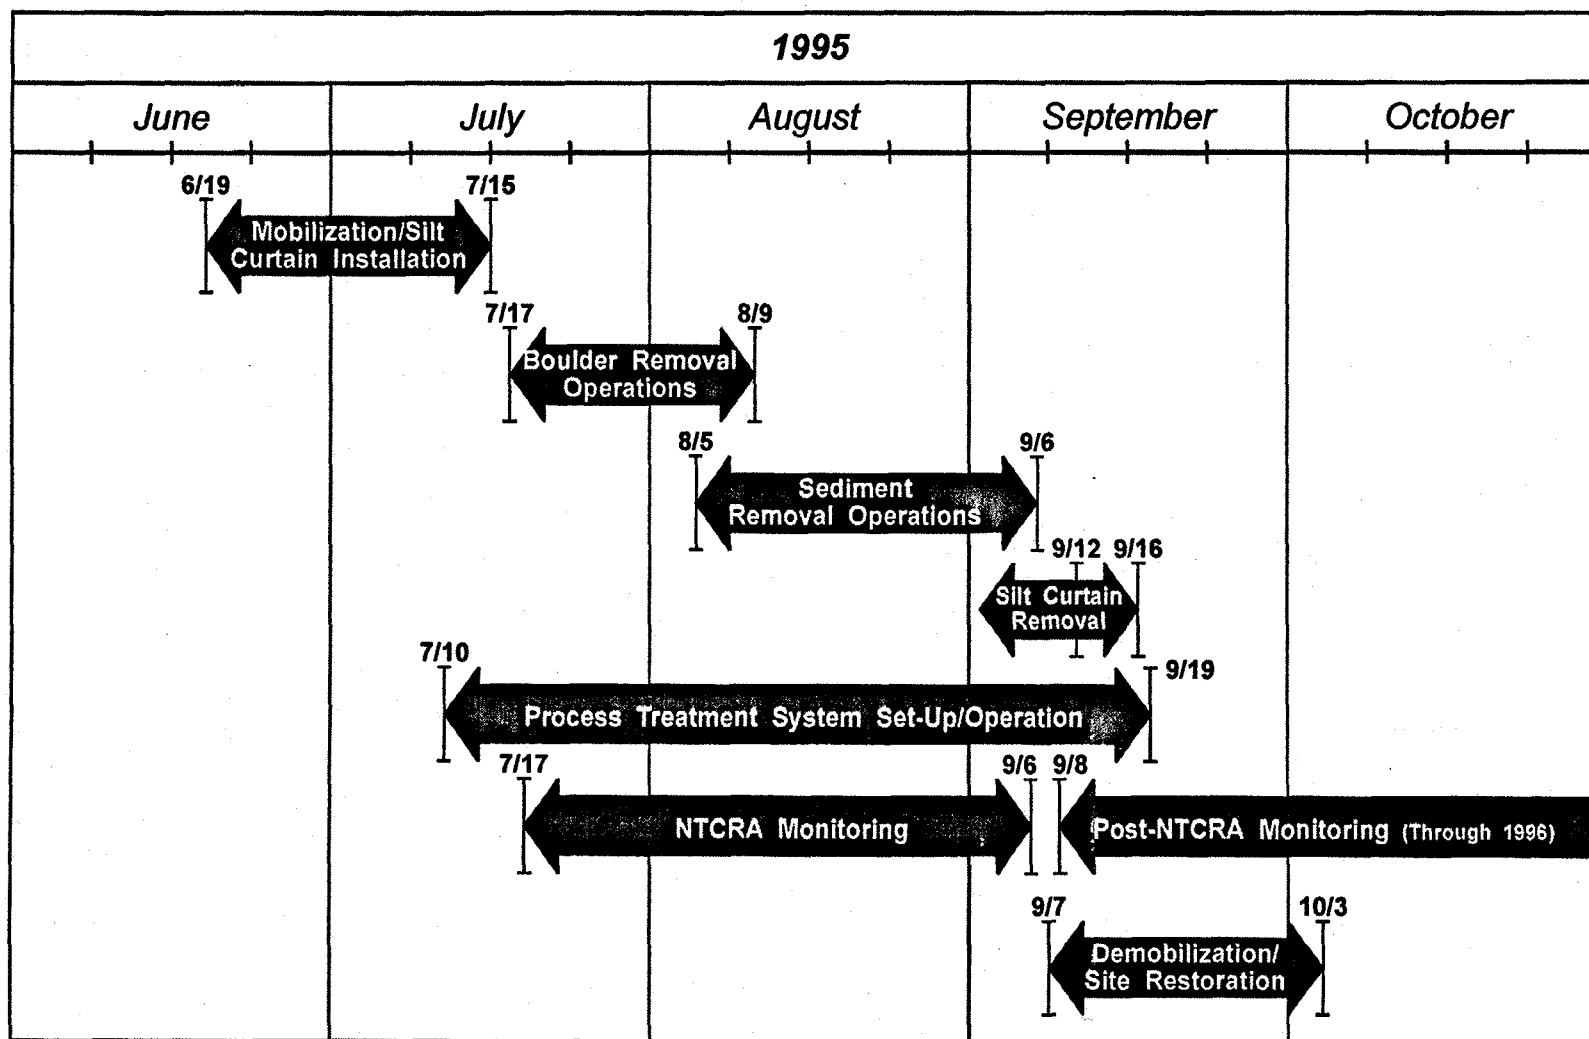 1995
June July August September October
6/19 7/15
Mobilization/Silt
Curtain Installation
7/17 8/9
Boulder Removal
Operations
8/5 9/6
Sediment
Removal Operations
9/12 9/16
Silt Curtain
Removal
7/10 9/19
Process Treatment System Set-Up/Operation
7/17 9/6 9/8
NTCRA Monitoring Post-NTCRA Monitoring (Through 1996)
9/7 10/3
Demobilization/
Site Restoration